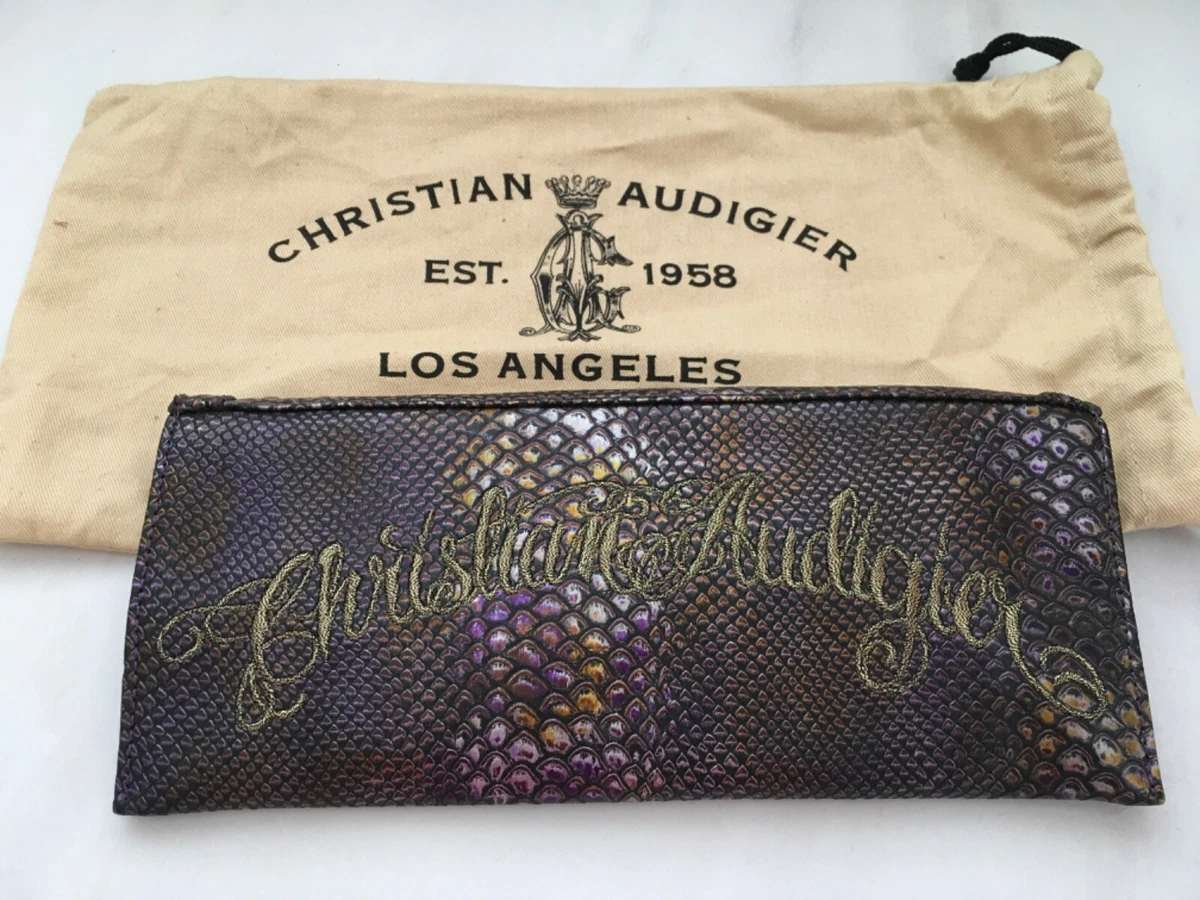 CHRISTIAN AUDIGIER
EST. 1958
LOS ANGELES
Christian Audigier